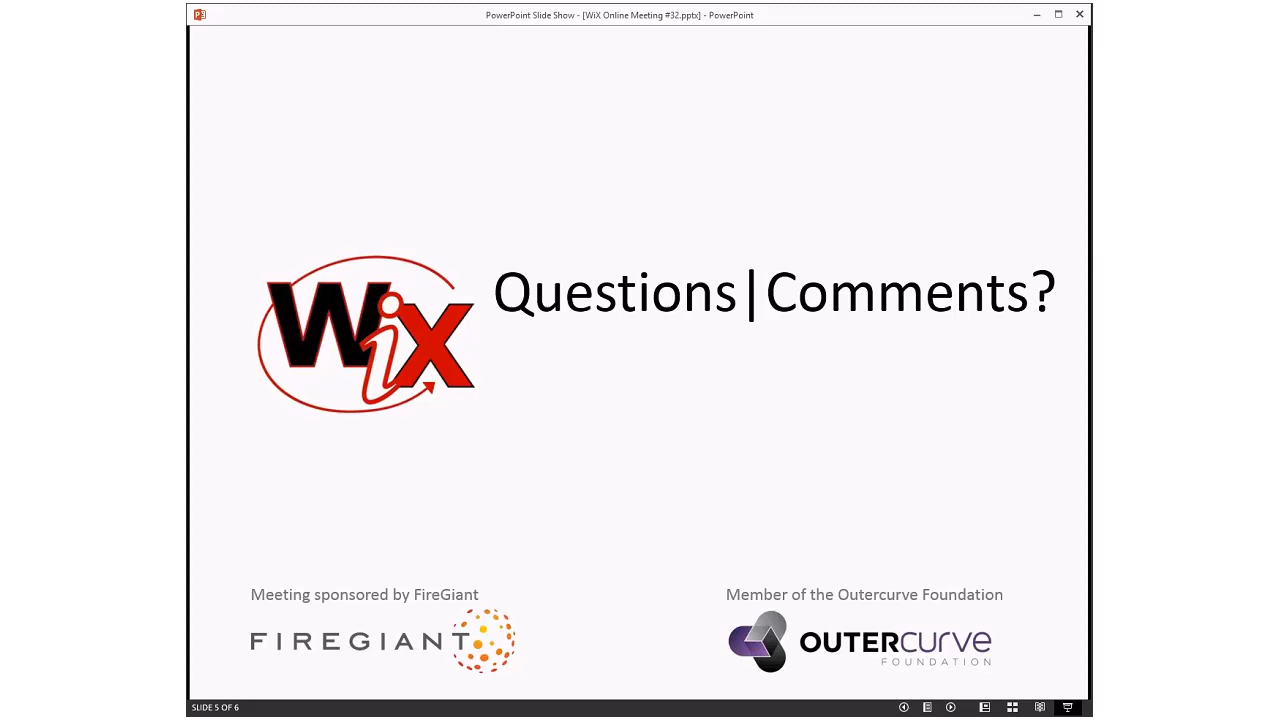 PowerPoint Slide Show - [WiX Online Meeting #32.pptx] - PowerPoint
WiX
Questions|Comments?
Meeting sponsored by FireGiant
FIREGIANT
Member of the Outercurve Foundation
OUTERCURVE
FOUNDATION
SLIDE 5 OF 6